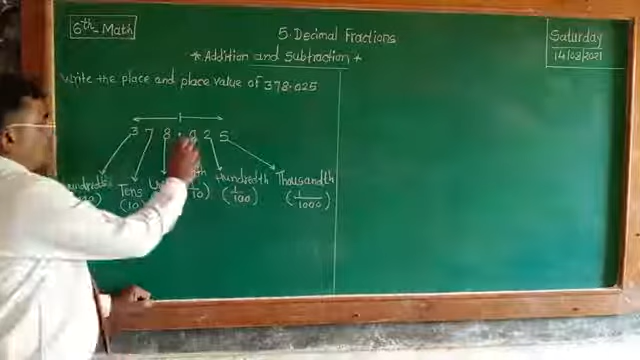 6th-Math
5. Decimal Fractions
Saturday
14/08/2021
* Addition and Subtraction *
Write the place and place value of 378.025
3 7 8 . 0 2 5
Tens Hundredth Thousandth
(1/100) (1/1000)